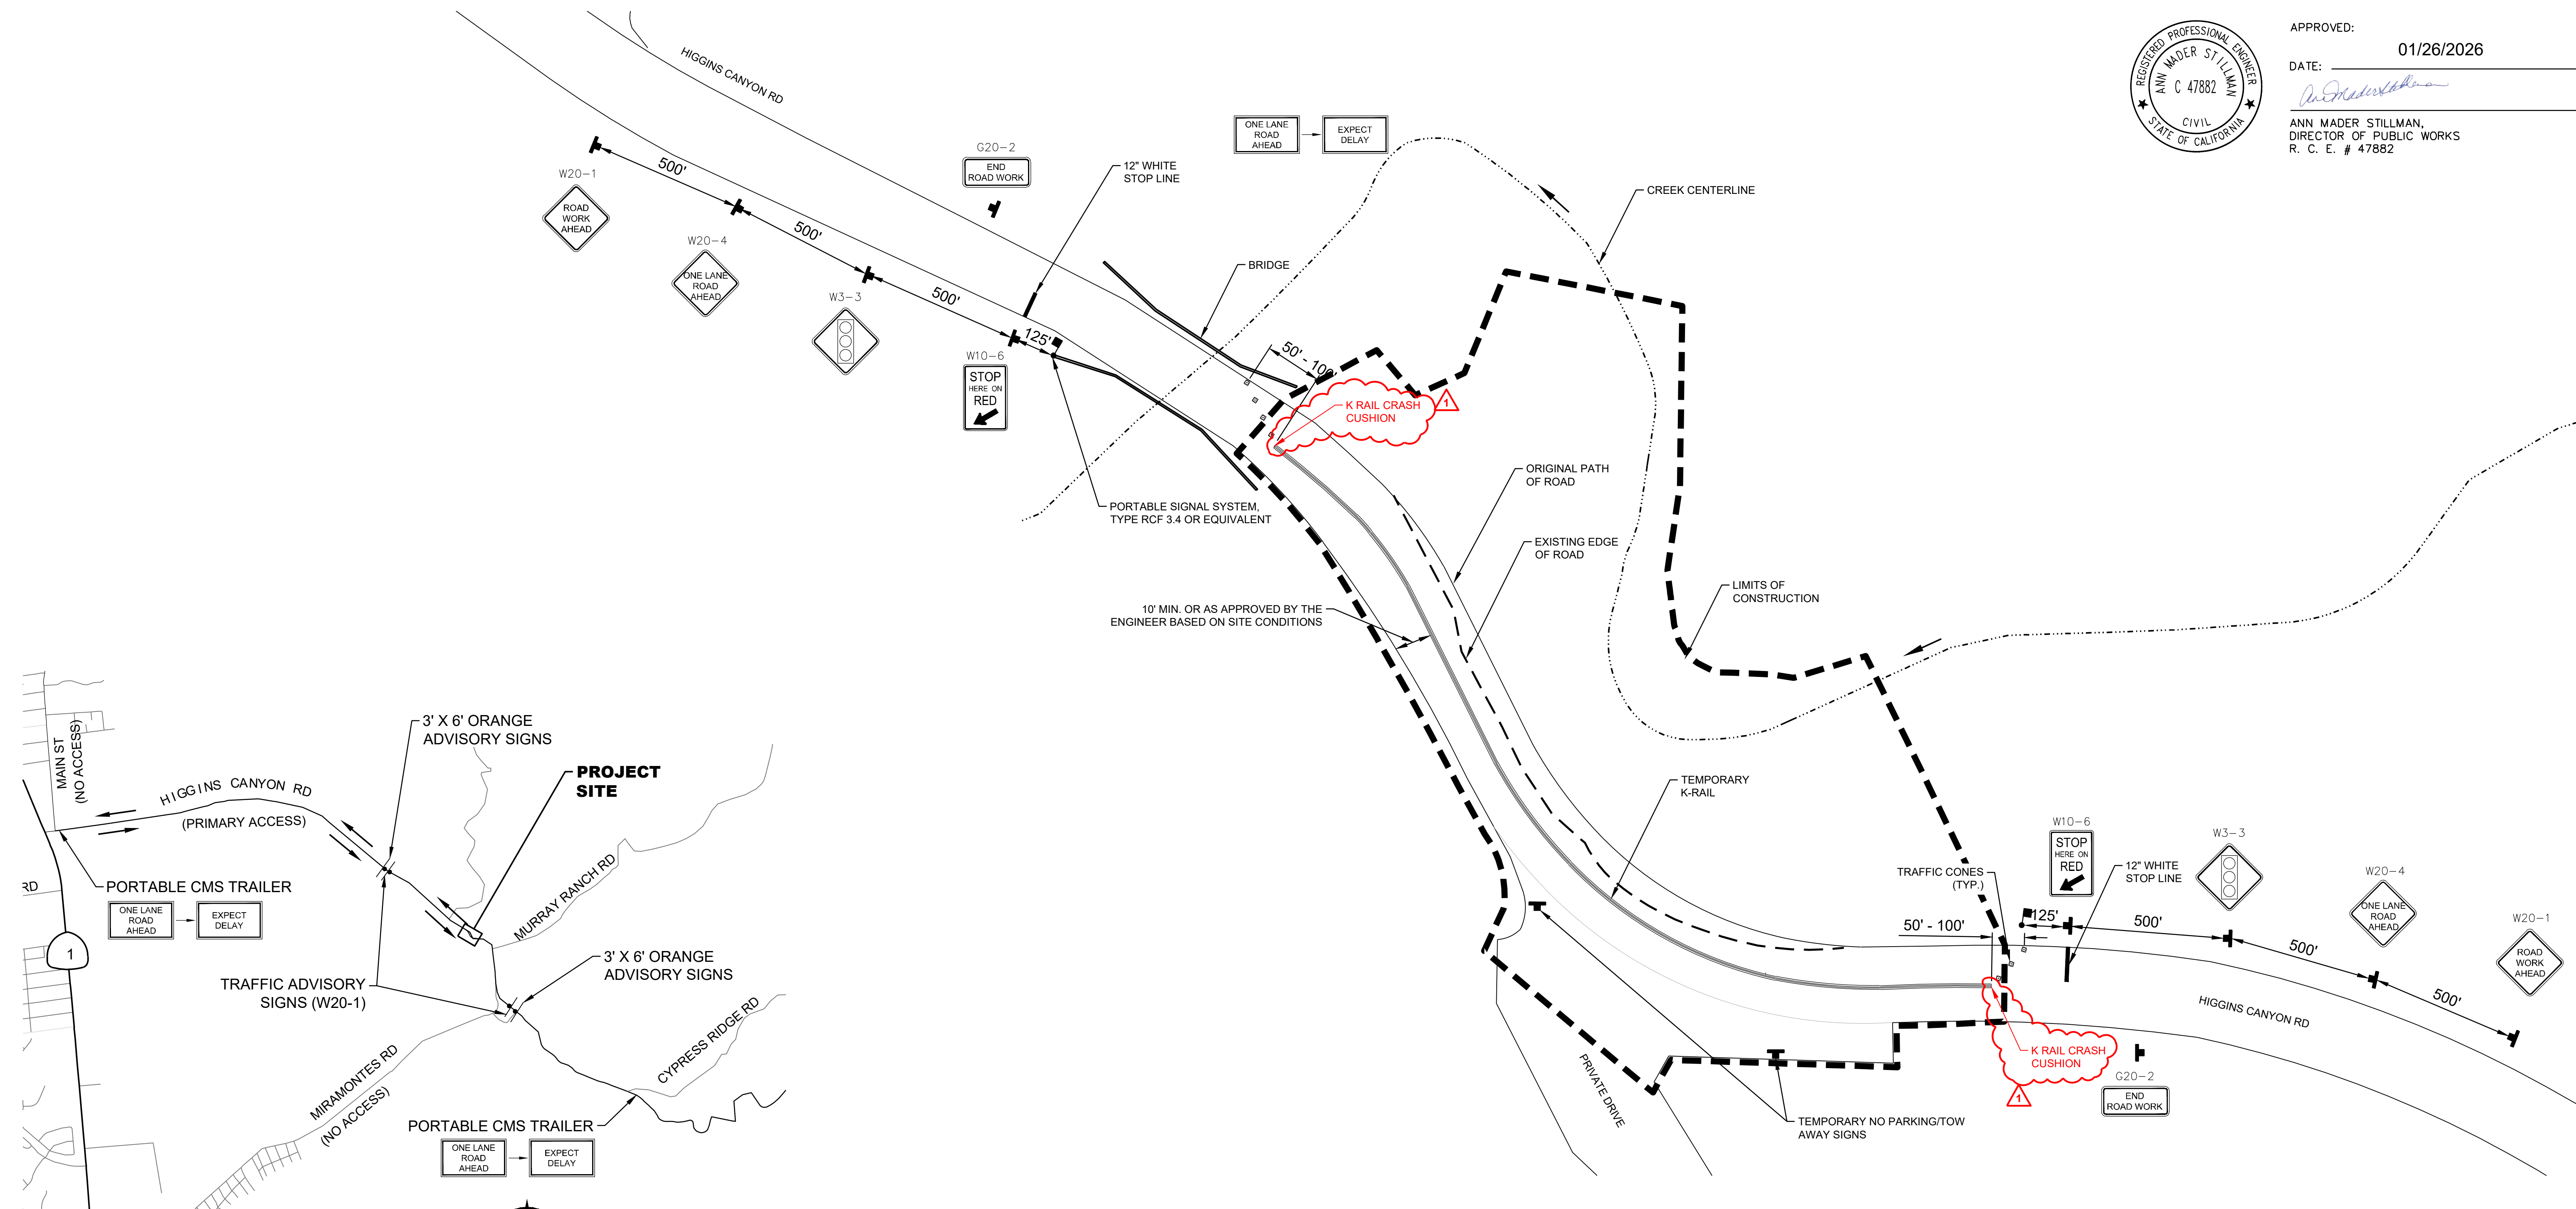 HIGGINS CANYON RD
REGISTERED PROFESSIONAL ENGINEER
ANN MADER STILLMAN
C 47882
CIVIL
STATE OF CALIFORNIA
APPROVED:
01/26/2026
DATE:
ANN MADER STILLMAN,
DIRECTOR OF PUBLIC WORKS
R. C. E. # 47882
W20-1
ROAD
WORK
AHEAD
500'
W20-4
ONE LANE
ROAD
AHEAD
500'
W3-3
500'
G20-2
END
ROAD WORK
12" WHITE
STOP LINE
125'
W10-6
STOP
HERE ON
RED
ONE LANE
ROAD
AHEAD
EXPECT
DELAY
CREEK CENTERLINE
BRIDGE
50' - 100'
K RAIL CRASH
CUSHION
1
PORTABLE SIGNAL SYSTEM,
TYPE RCF 3.4 OR EQUIVALENT
ORIGINAL PATH
OF ROAD
EXISTING EDGE
OF ROAD
LIMITS OF
CONSTRUCTION
10' MIN. OR AS APPROVED BY THE
ENGINEER BASED ON SITE CONDITIONS
TEMPORARY
K-RAIL
TRAFFIC CONES
(TYP.)
50' - 100'
W10-6
STOP
HERE ON
RED
12" WHITE
STOP LINE
125'
W3-3
500'
W20-4
ONE LANE
ROAD
AHEAD
500'
W20-1
ROAD
WORK
AHEAD
500'
HIGGINS CANYON RD
K RAIL CRASH
CUSHION
1
G20-2
END
ROAD WORK
PRIVATE DRIVE
TEMPORARY NO PARKING/TOW
AWAY SIGNS
MAIN ST
(NO ACCESS)
HIGGINS CANYON RD
(PRIMARY ACCESS)
3' X 6' ORANGE
ADVISORY SIGNS
PROJECT
SITE
MURRAY RANCH RD
RD
PORTABLE CMS TRAILER
ONE LANE
ROAD
AHEAD
EXPECT
DELAY
1
TRAFFIC ADVISORY
SIGNS (W20-1)
3' X 6' ORANGE
ADVISORY SIGNS
MIRAMONTES RD
(NO ACCESS)
CYPRESS RIDGE RD
PORTABLE CMS TRAILER
ONE LANE
ROAD
AHEAD
EXPECT
DELAY